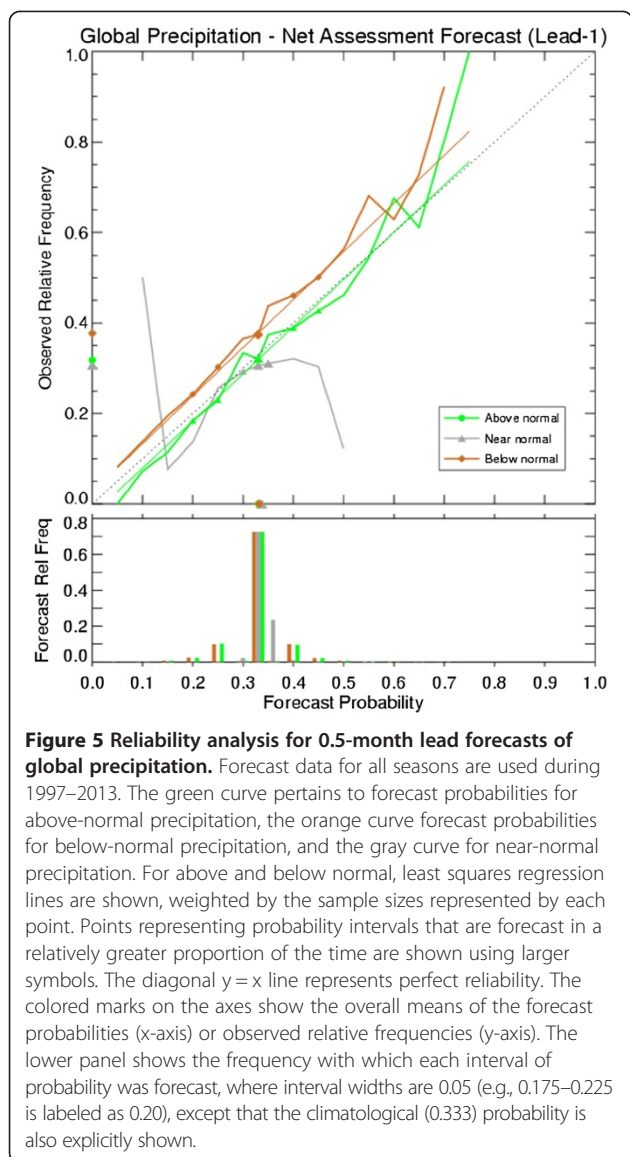 Global Precipitation - Net Assessment Forecast (Lead-1)
1.0
0.8
0.6
0.4
0.2
0.0
Observed Relative Frequency
Above normal
Near normal
Below normal
0.8
0.6
0.4
0.2
0.0
Forecast Rel Freq
0.0 0.1 0.2 0.3 0.4 0.5 0.6 0.7 0.8 0.9 1.0
Forecast Probability
Figure 5 Reliability analysis for 0.5-month lead forecasts of
global precipitation. Forecast data for all seasons are used during
1997–2013. The green curve pertains to forecast probabilities for
above-normal precipitation, the orange curve forecast probabilities
for below-normal precipitation, and the gray curve for near-normal
precipitation. For above and below normal, least squares regression
lines are shown, weighted by the sample sizes represented by each
point. Points representing probability intervals that are forecast in a
relatively greater proportion of the time are shown using larger
symbols. The diagonal y = x line represents perfect reliability. The
colored marks on the axes show the overall means of the forecast
probabilities (x-axis) or observed relative frequencies (y-axis). The
lower panel shows the frequency with which each interval of
probability was forecast, where interval widths are 0.05 (e.g., 0.175–0.225
is labeled as 0.20), except that the climatological (0.333) probability is
also explicitly shown.